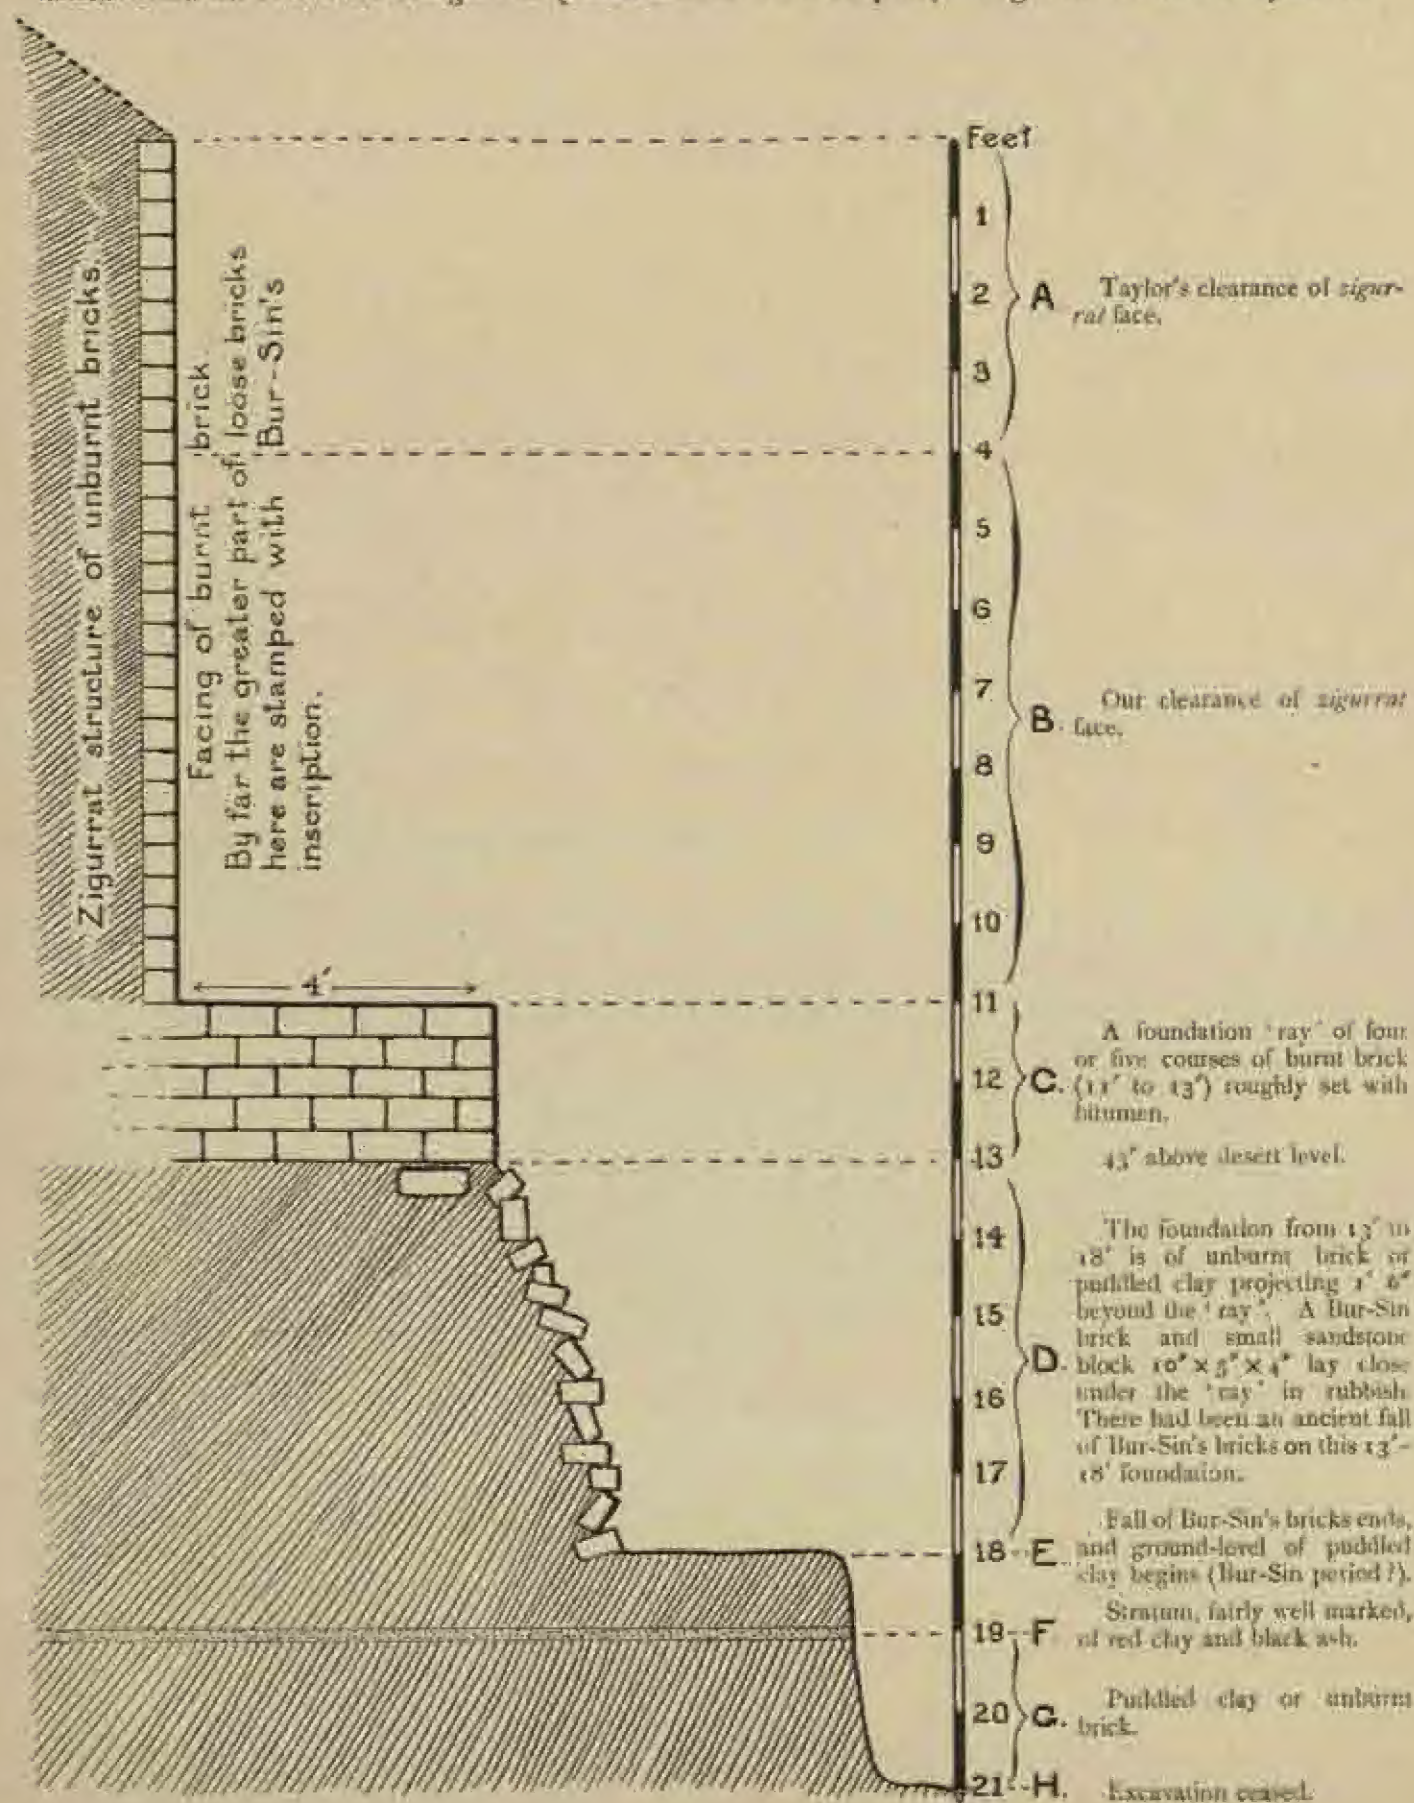 Feet
1
2
3
4
5
6
7
8
9
10
11
12
13
14
15
16
17
18
19
20
21
Zigurrat structure of unburnt bricks.
Facing of burnt brick.
By far the greater part of loose bricks
here are stamped with Bur-Sin's
inscription.
4'
A Taylor's clearance of zigur-
rat face.
B. Our clearance of zigurrat
face.
C. A foundation 'ray' of four
or five courses of burnt brick
(11' to 13') roughly set with
bitumen.
43' above desert level.
D. The foundation from 13' to
18' is of unburnt brick or
puddled clay projecting 1' 6"
beyond the 'ray'. A Bur-Sin
brick and small sandstone
block 10" × 5" × 4" lay close
under the 'ray' in rubbish.
There had been an ancient fall
of Bur-Sin's bricks on this 13'-
18' foundation.
E Fall of Bur-Sin's bricks ends,
and ground-level of puddled
clay begins (Bur-Sin period?).
F Stratum, fairly well marked,
of red clay and black ash.
G. Puddled clay or unburnt
brick.
H. Excavation ceased.